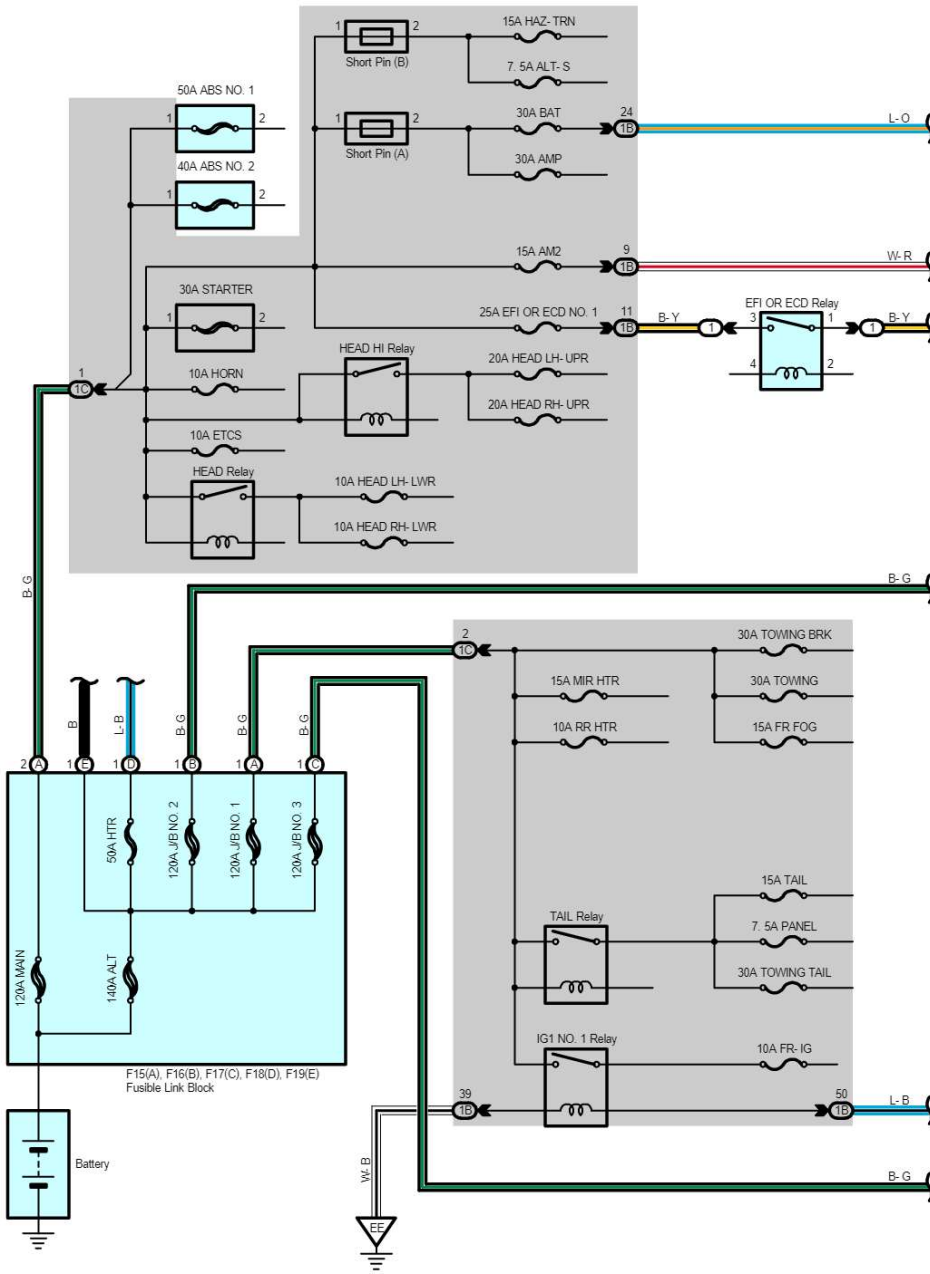 15A HAZ- TRN
1
2
Short Pin (B)
7. 5A ALT- S
50A ABS NO. 1
1
2
30A BAT
24
1B
L- O
1
2
Short Pin (A)
30A AMP
40A ABS NO. 2
1
2
15A AM2
9
1B
W- R
30A STARTER
1
2
25A EFI OR ECD NO. 1
11
1B
B- Y
1
EFI OR ECD Relay
3
1
4
2
1
B- Y
HEAD HI Relay
20A HEAD LH- UPR
20A HEAD RH- UPR
1
1C
10A HORN
10A ETCS
HEAD Relay
10A HEAD LH- LWR
10A HEAD RH- LWR
B- G
B- G
2
1C
30A TOWING BRK
15A MIR HTR
30A TOWING
10A RR HTR
15A FR FOG
B
L- B
B- G
B- G
B- G
2
A
1
E
1
D
1
B
1
A
1
C
50A HTR
120A J/B NO. 2
120A J/B NO. 1
120A J/B NO. 3
120A MAIN
140A ALT
15A TAIL
TAIL Relay
7. 5A PANEL
30A TOWING TAIL
IG1 NO. 1 Relay
10A FR- IG
F15(A), F16(B), F17(C), F18(D), F19(E)
Fusible Link Block
39
1B
50
1B
L- B
Battery
W- B
B- G
EE